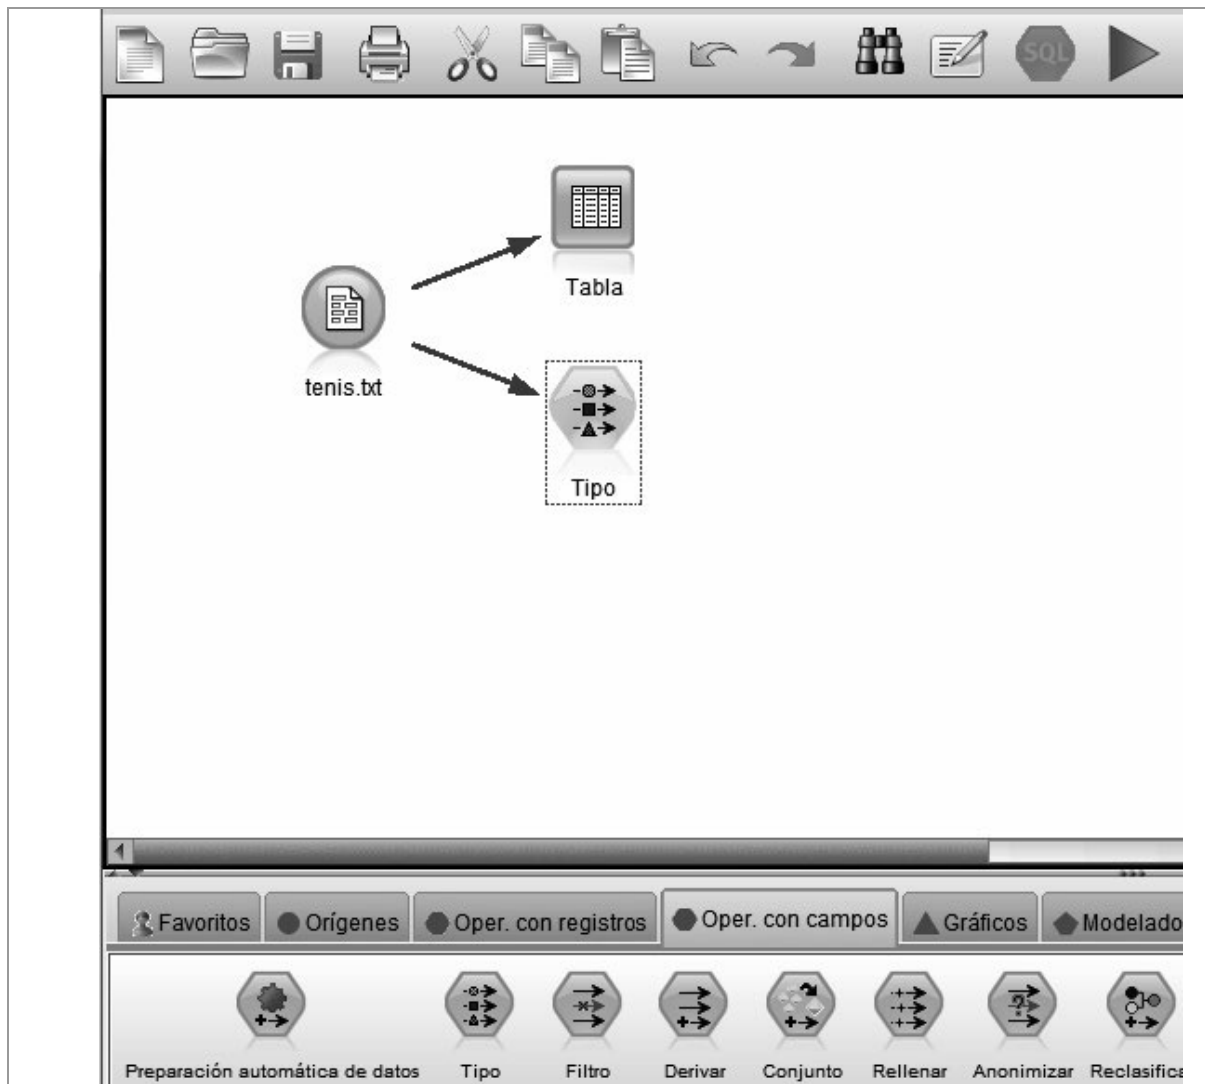 SQL
Tabla
tenis.txt
Tipo
Favoritos Orígenes Oper. con registros Oper. con campos Gráficos Modelado
Preparación automática de datos Tipo Filtro Derivar Conjunto Rellenar Anonimizar Reclasifica